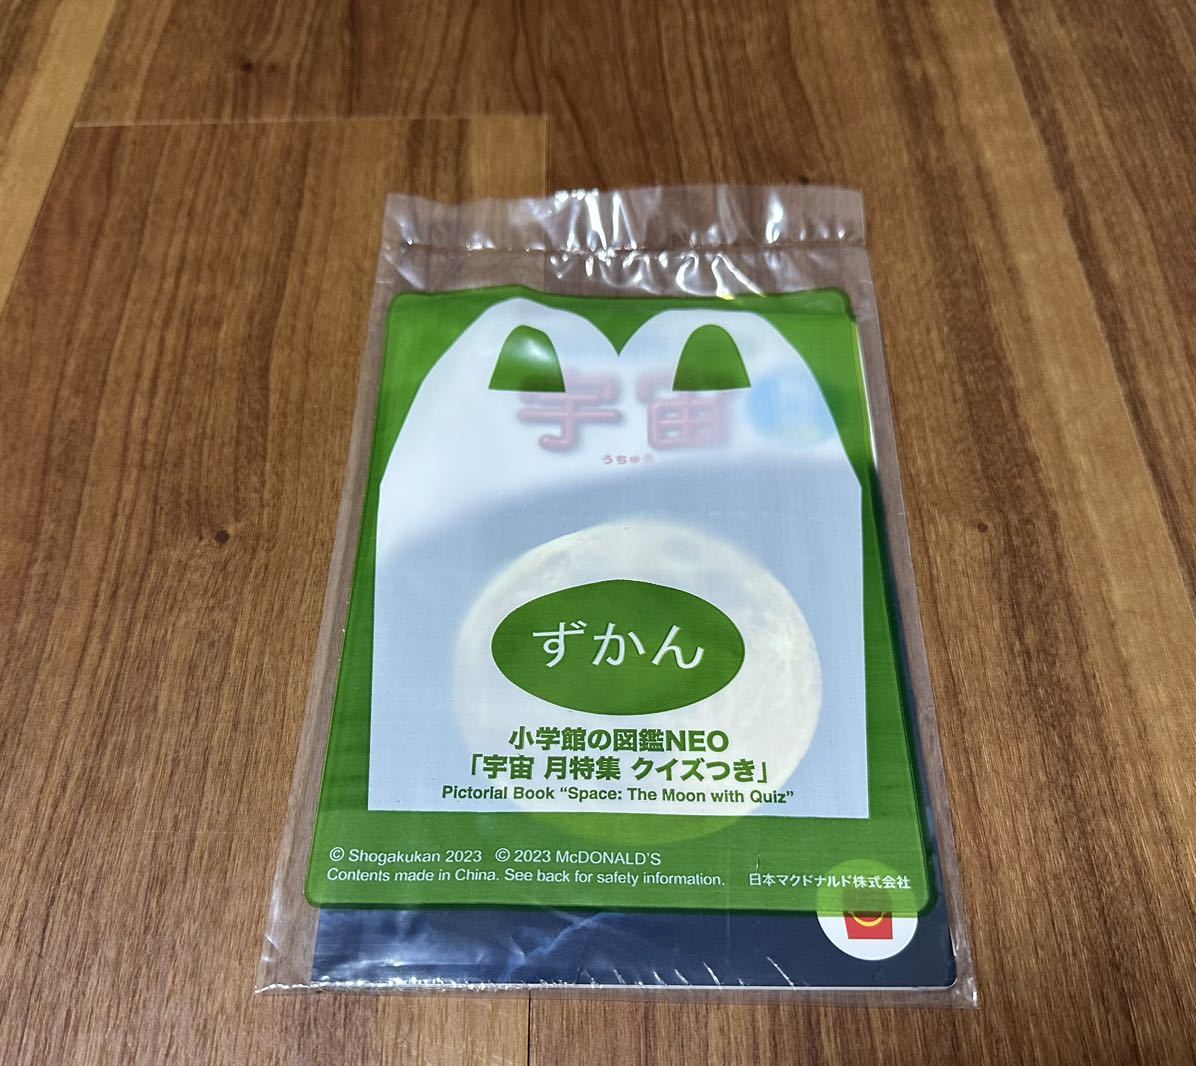 宇宙
うちゅう
ずかん
小学館の図鑑NEO
「宇宙 月特集 クイズつき」
Pictorial Book “Space: The Moon with Quiz”
© Shogakukan 2023 © 2023 McDONALD'S
Contents made in China. See back for safety information.
日本マクドナルド株式会社